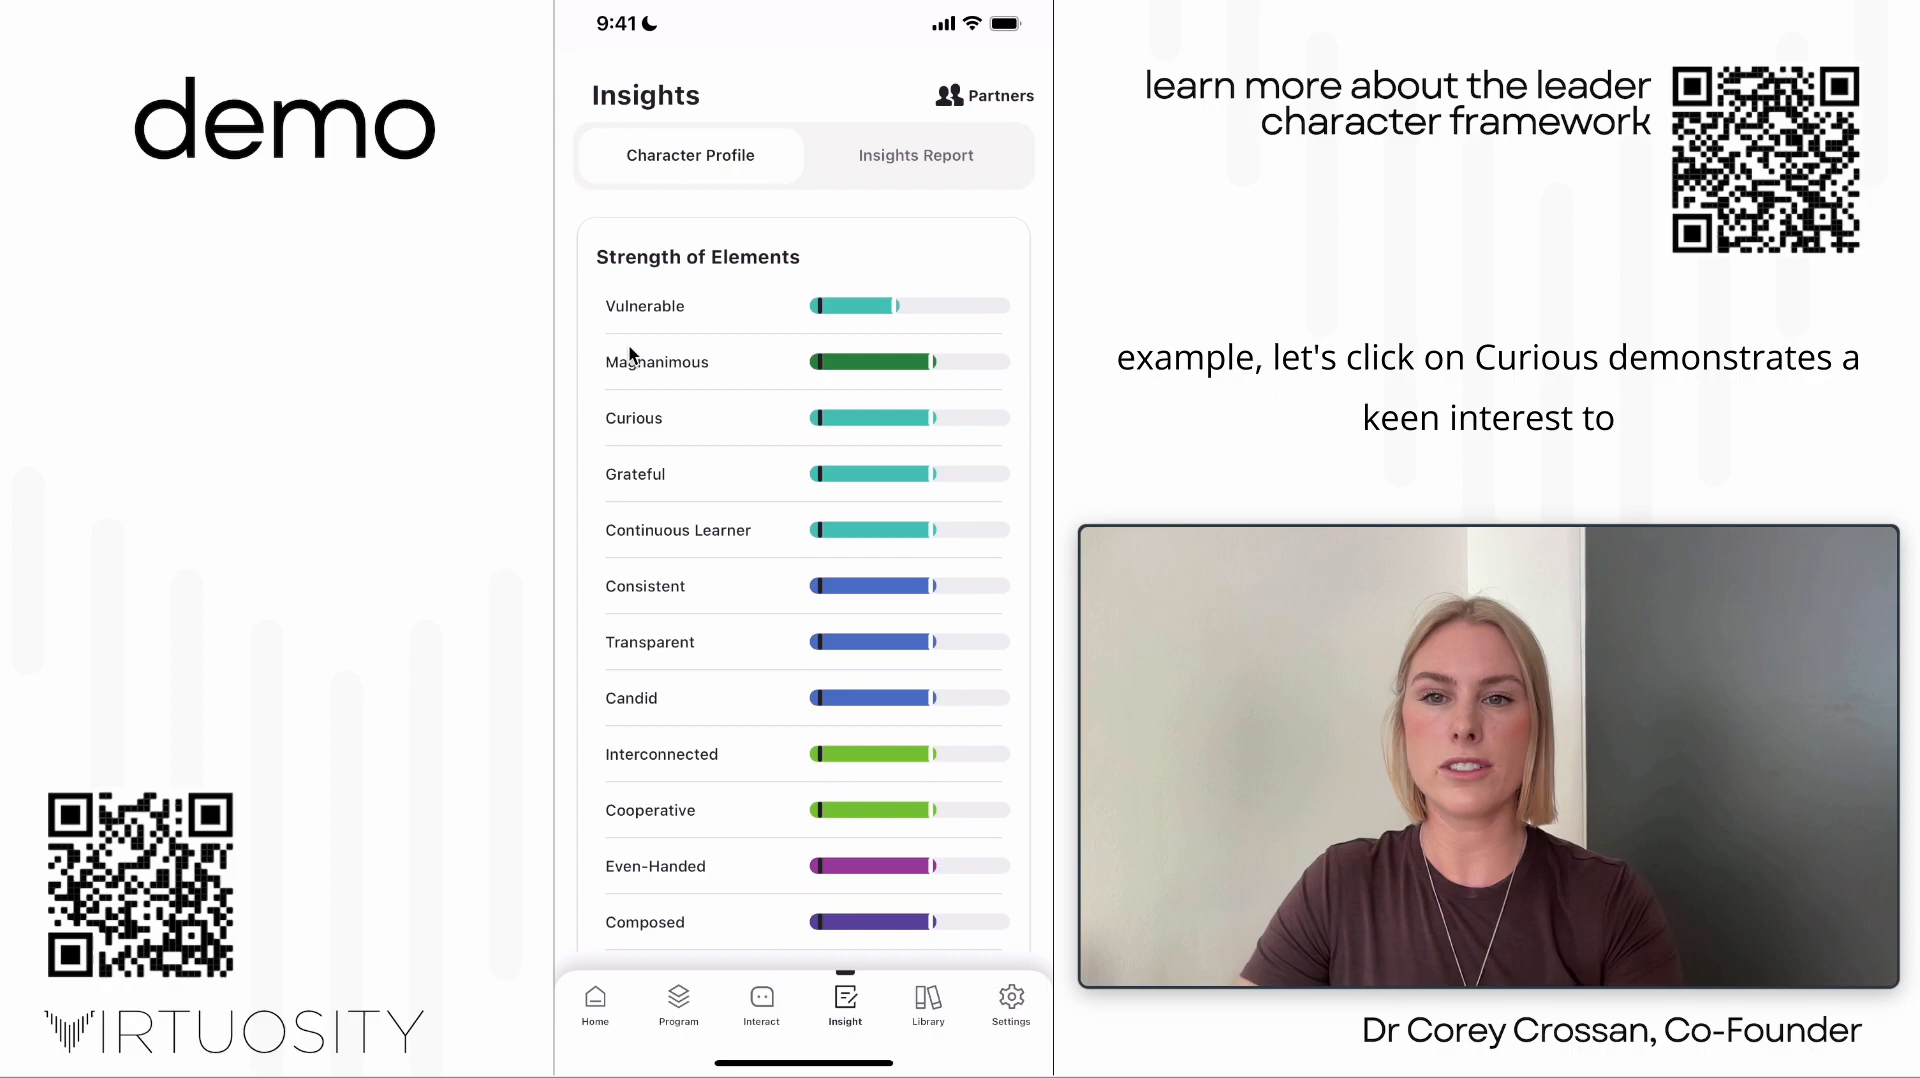 demo
9:41
Insights
Partners
Character Profile
Insights Report
Strength of Elements
Vulnerable
Magnanimous
Curious
Grateful
Continuous Learner
Consistent
Transparent
Candid
Interconnected
Cooperative
Even-Handed
Composed
Home
Program
Interact
Insight
Library
Settings
VIRTUOSITY
learn more about the leader
character framework
example, let's click on Curious demonstrates a
keen interest to
Dr Corey Crossan, Co-Founder